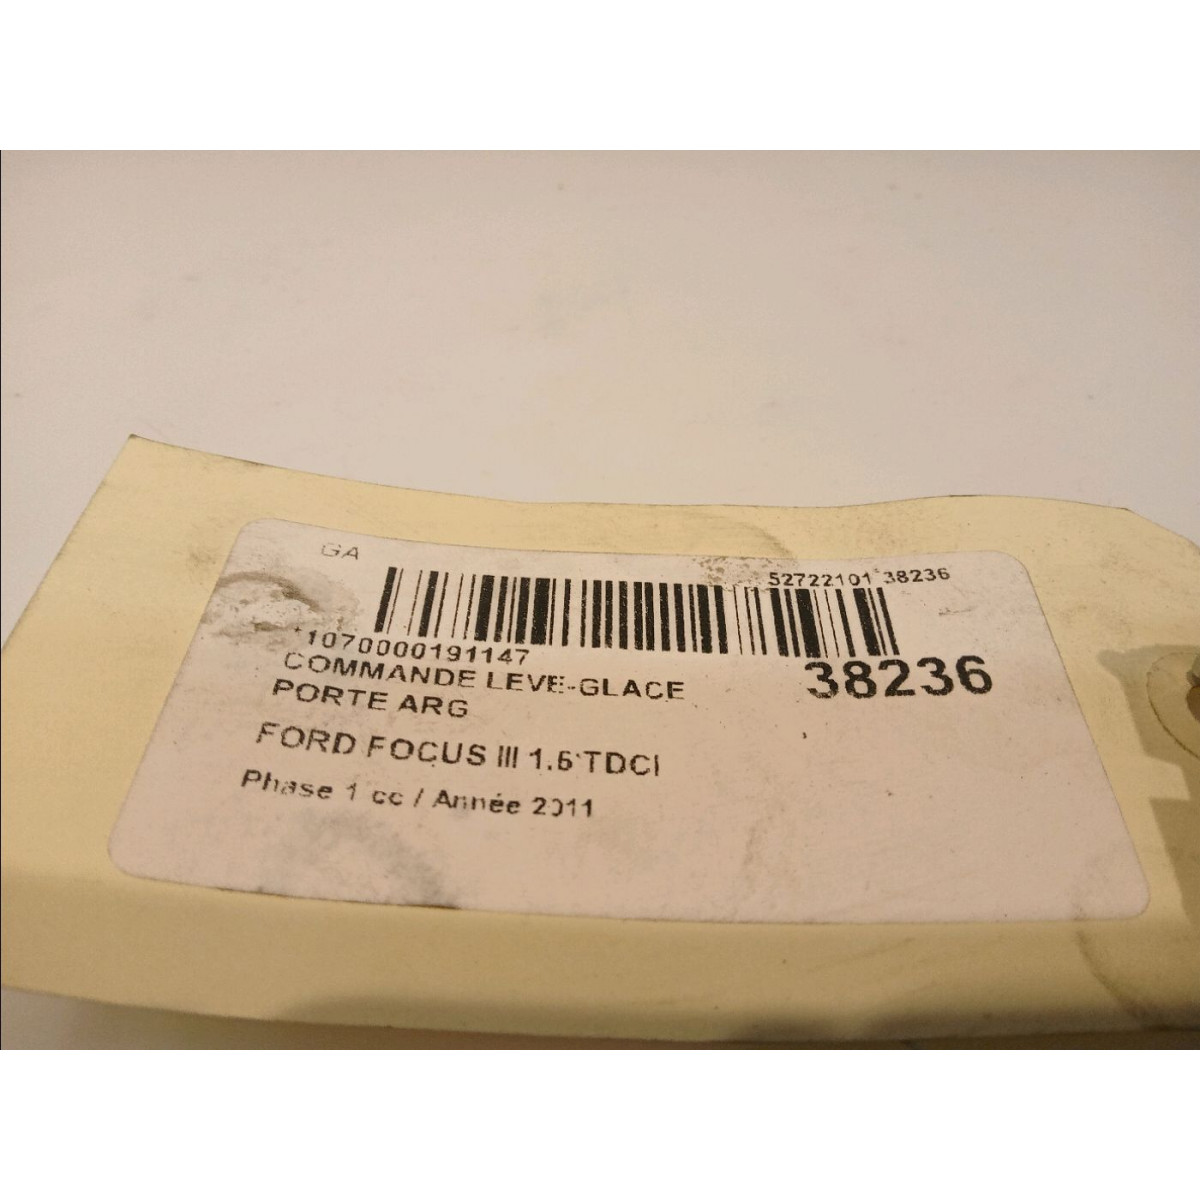 GA
52722101*38236
*1070000191147
38236
COMMANDE LEVE-GLACE
PORTE ARG
FORD FOCUS III 1.6 TDCI
Phase 1 cc / Année 2011